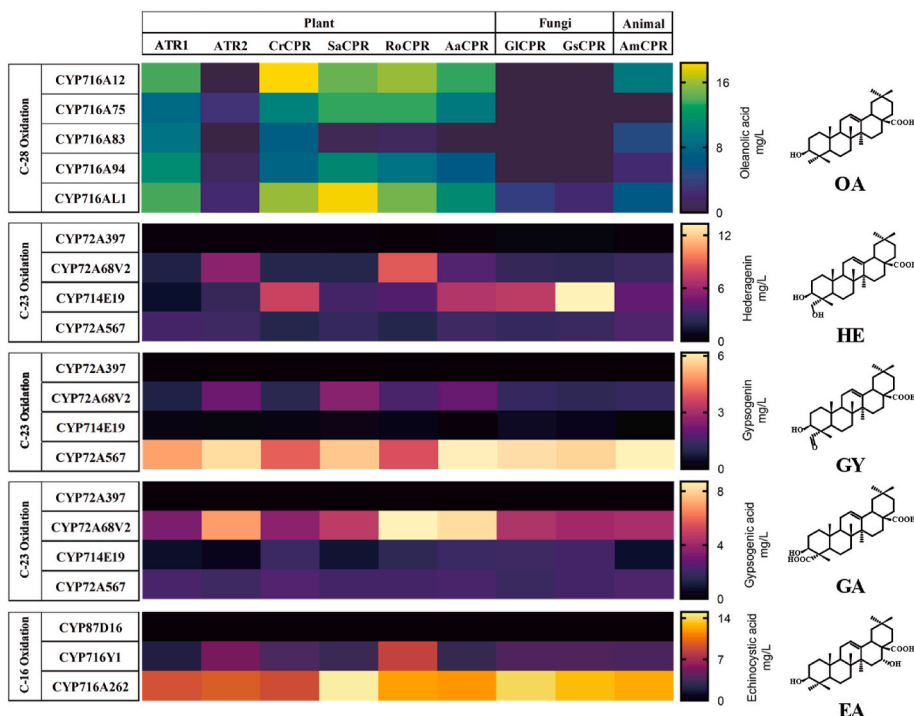 Plant Fungi Animal
ATR1 ATR2 CrCPR SaCPR RoCPR AaCPR GlCPR GsCPR AmCPR
C-28 Oxidation
CYP716A12
CYP716A75
CYP716A83
CYP716A94
CYP716AL1
16
8
0
Oleanolic acid
mg/L
COOH
HO
OA
C-23 Oxidation
CYP72A397
CYP72A68V2
CYP714E19
CYP72A567
12
6
0
Hederagenin
mg/L
COOH
HO
OH
HE
C-23 Oxidation
CYP72A397
CYP72A68V2
CYP714E19
CYP72A567
6
3
0
Gypsogenin
mg/L
COOH
HO
O
GY
C-23 Oxidation
CYP72A397
CYP72A68V2
CYP714E19
CYP72A567
8
4
0
Gypsogenic acid
mg/L
COOH
HO
HOOC
GA
C-16 Oxidation
CYP87D16
CYP716Y1
CYP716A262
14
7
0
Echinocystic acid
mg/L
COOH
OH
HO
EA